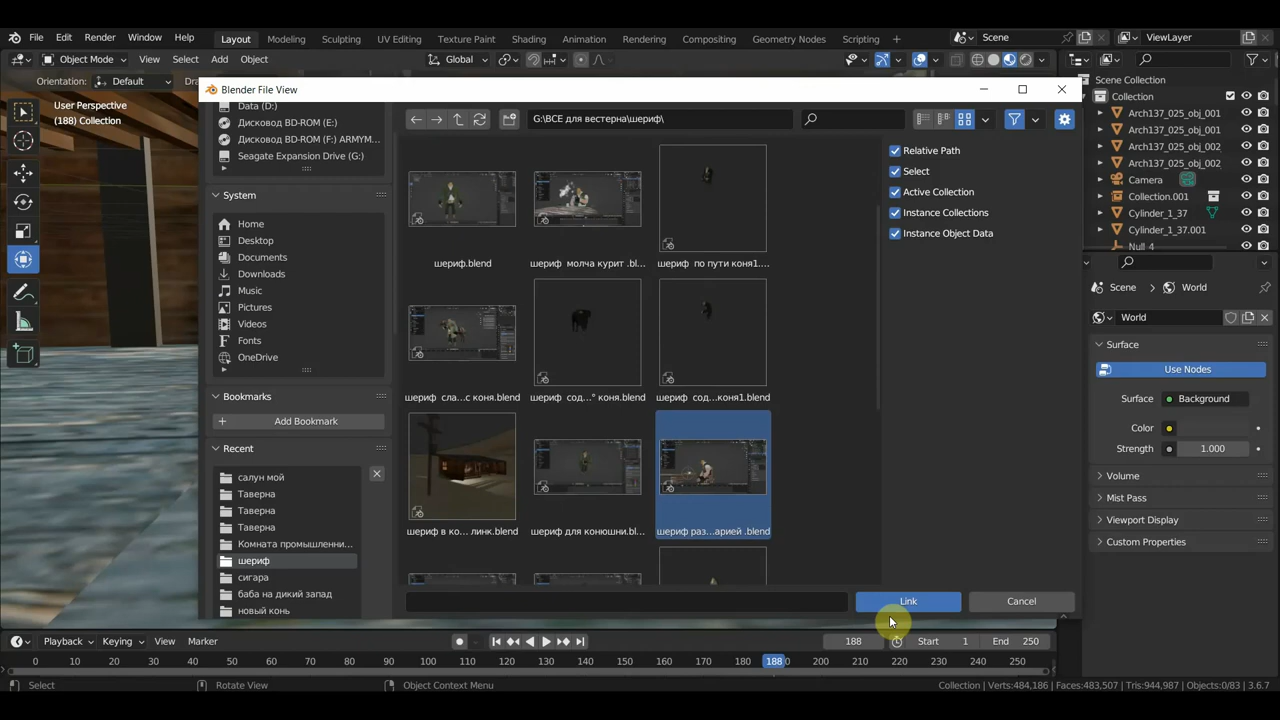 File Edit Render Window Help Layout Modeling Sculpting UV Editing Texture Paint Shading Animation Rendering Compositing Geometry Nodes Scripting + Scene ViewLayer
Object Mode View Select Add Object Global
Orientation: Default
Blender File View
User Perspective
(188) Collection
Data (D:)
Дисковод BD-ROM (E:)
Дисковод BD-ROM (F:) ARMYM...
Seagate Expansion Drive (G:)
System
Home
Desktop
Documents
Downloads
Music
Pictures
Videos
Fonts
OneDrive
Bookmarks
+ Add Bookmark
Recent
салун мой
Таверна
Таверна
Таверна
Комната промышленни...
шериф
сигара
баба на дикий запад
новый конь
G:\ВСЕ для вестерна\шериф\
шериф.blend
шериф молча курит .bl...
шериф по пути коня1....
шериф сла...с коня.blend
шериф сод...° коня.blend
шериф сод...коня1.blend
шериф в ко... линк.blend
шериф для конюшни.bl...
шериф раз...арией .blend
Relative Path
Select
Active Collection
Instance Collections
Instance Object Data
Link
Cancel
Scene Collection
Collection
Arch137_025_obj_001
Arch137_025_obj_001
Arch137_025_obj_002
Arch137_025_obj_002
Camera
Collection.001
Cylinder_1_37
Cylinder_1_37.001
Null 4
Scene > World
World
Surface
Use Nodes
Surface Background
Color
Strength 1.000
Volume
Mist Pass
Viewport Display
Custom Properties
Playback Keying View Marker 188 Start 1 End 250
0 10 20 30 40 50 60 70 80 90 100 110 120 130 140 150 160 170 180 188 200 210 220 230 240 250
Select Rotate View Object Context Menu Collection | Verts:484,186 | Faces:483,507 | Tris:944,987 | Objects:0/83 | 3.6.7